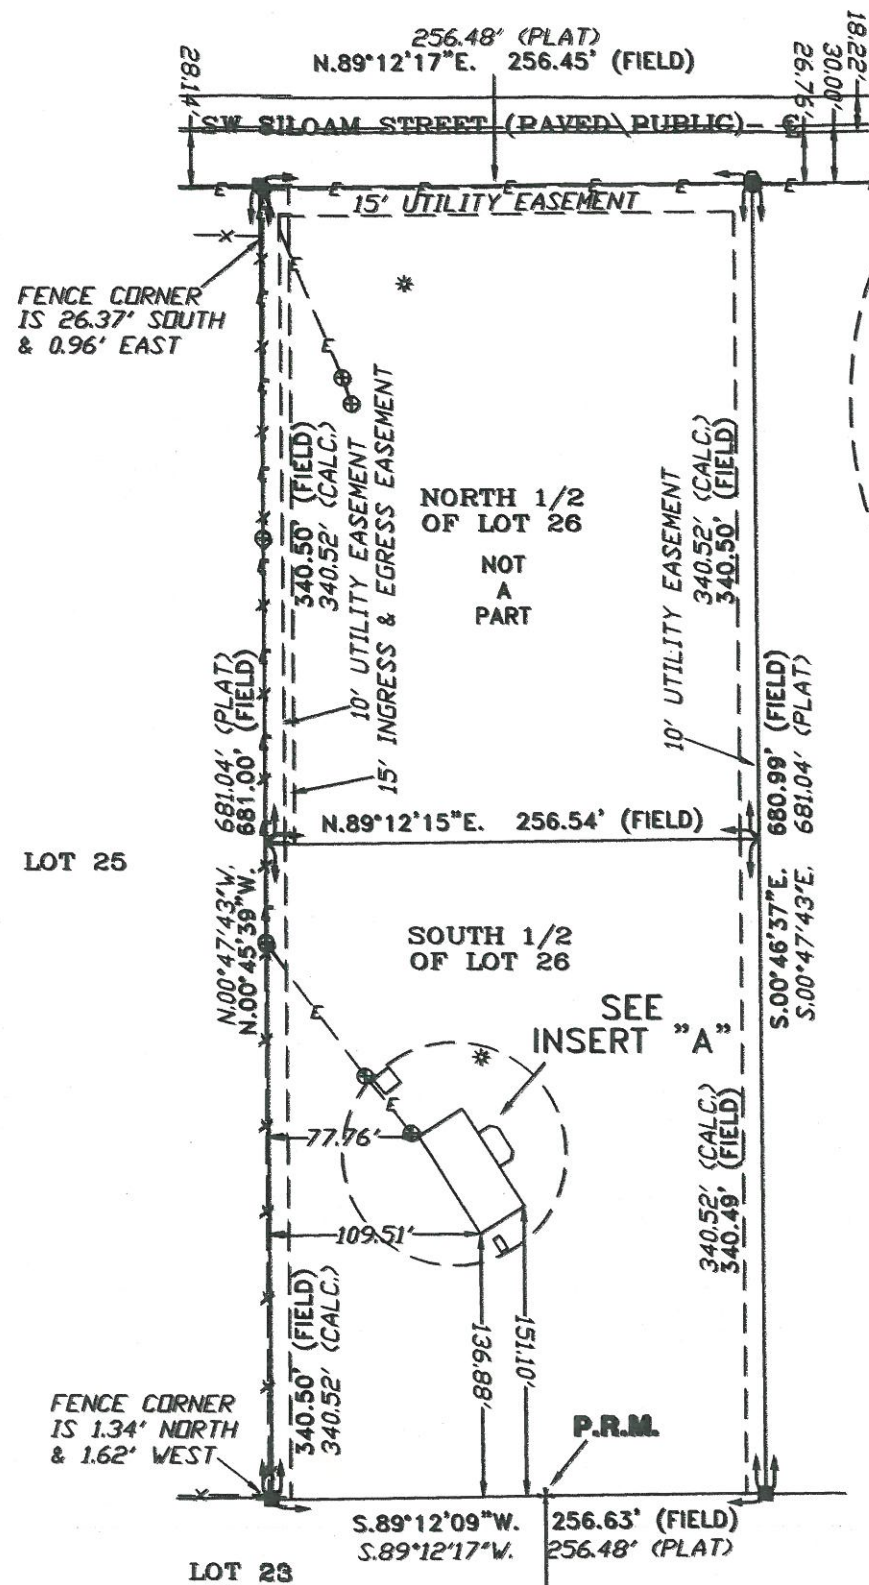 256.48' (PLAT)
N.89°12'17"E. 256.45' (FIELD)
28.14'
26.76'
30.00'
18.22'
SW SILOAM STREET (PAVED\PUBLIC)
E E E E E E E
15' UTILITY EASEMENT
FENCE CORNER
IS 26.37' SOUTH
& 0.96' EAST
E
E
340.50' (FIELD)
340.52' (CALC.)
10' UTILITY EASEMENT
15' INGRESS & EGRESS EASEMENT
NORTH 1/2
OF LOT 26
NOT
A
PART
10' UTILITY EASEMENT
340.52' (CALC.)
340.50' (FIELD)
N.00°47'43"W. 681.04' (PLAT)
N.00°45'39"W. 681.00' (FIELD)
S.00°46'37"E. 680.99' (FIELD)
S.00°47'43"E. 681.04' (PLAT)
N.89°12'15"E. 256.54' (FIELD)
LOT 25
SOUTH 1/2
OF LOT 26
SEE
INSERT "A"
E
E
77.76'
109.51'
340.52' (CALC.)
340.49' (FIELD)
340.50' (FIELD)
340.52' (CALC.)
136.88'
151.10'
FENCE CORNER
IS 1.34' NORTH
& 1.62' WEST
P.R.M.
S.89°12'09"W. 256.63' (FIELD)
S.89°12'17"W. 256.48' (PLAT)
LOT 23